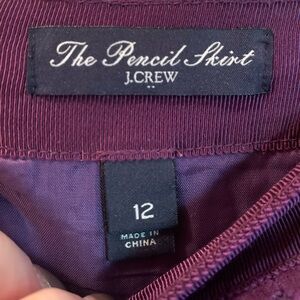 The Pencil Skirt
J.CREW
12
MADE IN
CHINA